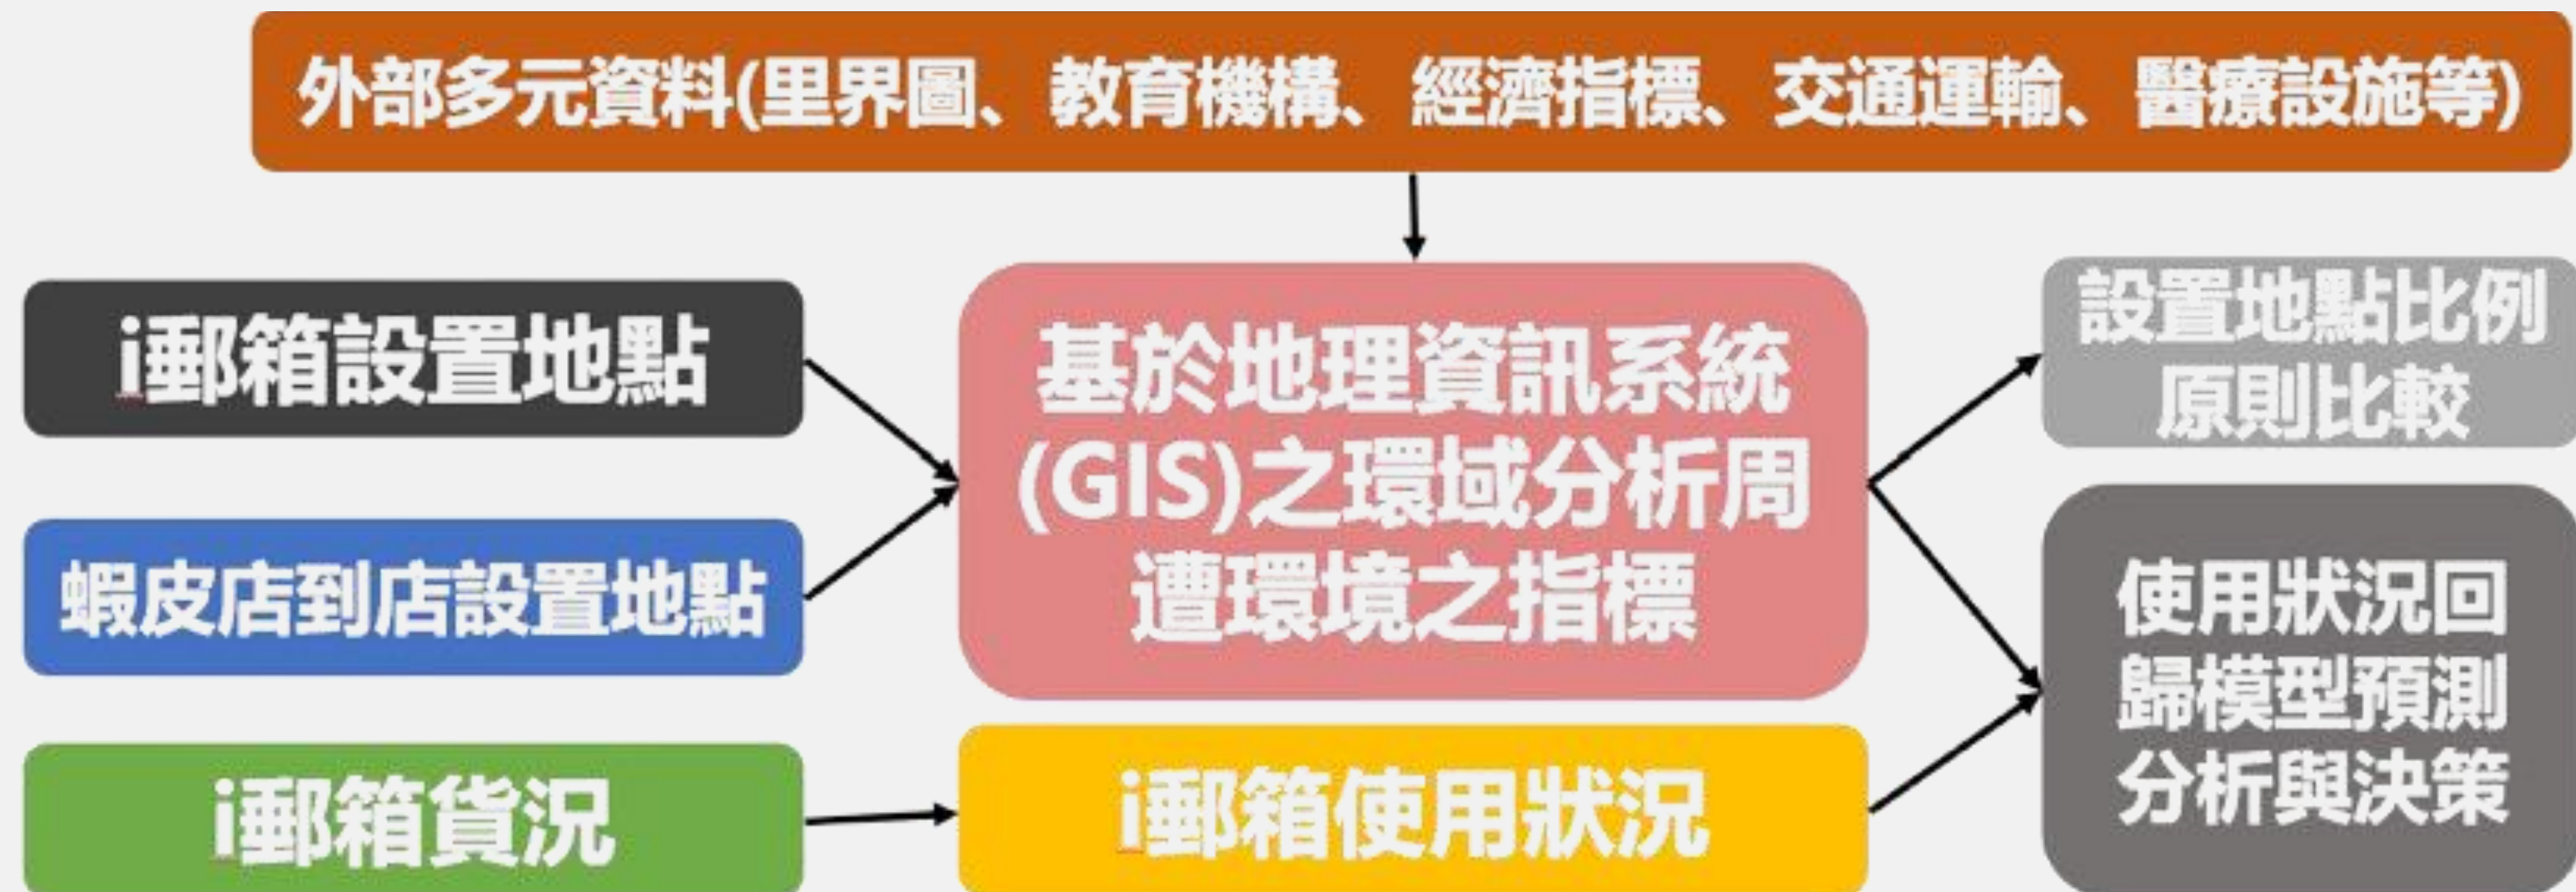 外部多元資料(里界圖、教育機構、經濟指標、交通運輸、醫療設施等)
i郵箱設置地點
蝦皮店到店設置地點
i郵箱貨況
基於地理資訊系統
(GIS)之環域分析周
遭環境之指標
i郵箱使用狀況
設置地點比例
原則比較
使用狀況回
歸模型預測
分析與決策